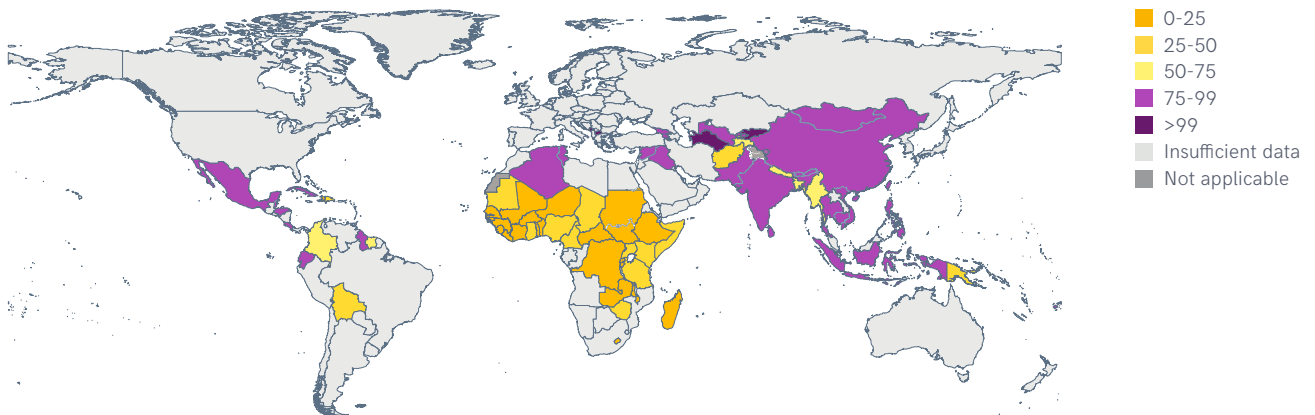 0-25
25-50
50-75
75-99
>99
Insufficient data
Not applicable